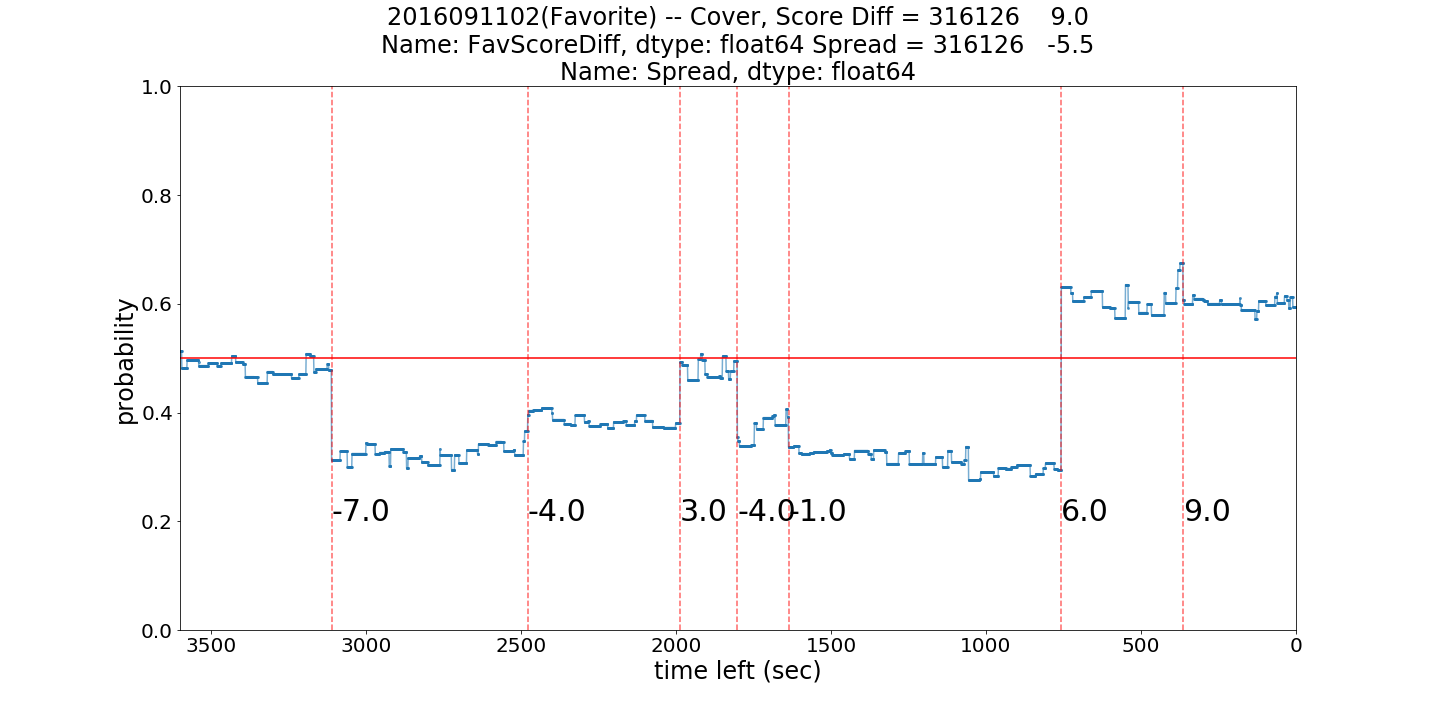 2016091102(Favorite) -- Cover, Score Diff = 316126    9.0
Name: FavScoreDiff, dtype: float64 Spread = 316126   -5.5
Name: Spread, dtype: float64
1.0
0.8
0.6
0.4
0.2
0.0
probability
-7.0 -4.0 3.0 -4.0 -1.0 6.0 9.0
3500 3000 2500 2000 1500 1000 500 0
time left (sec)